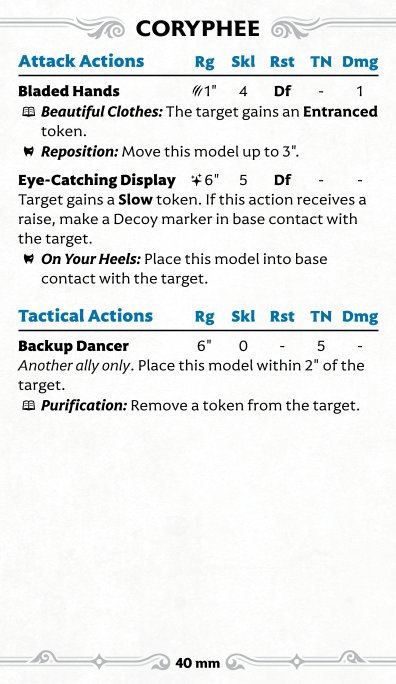 CORYPHEE
Attack Actions Rg Skl Rst TN Dmg
Bladed Hands 1" 4 Df - 1
Beautiful Clothes: The target gains an Entranced
token.
Reposition: Move this model up to 3".
Eye-Catching Display 6" 5 Df - -
Target gains a Slow token. If this action receives a
raise, make a Decoy marker in base contact with
the target.
On Your Heels: Place this model into base
contact with the target.
Tactical Actions Rg Skl Rst TN Dmg
Backup Dancer 6" 0 - 5 -
Another ally only. Place this model within 2" of the
target.
Purification: Remove a token from the target.
40 mm